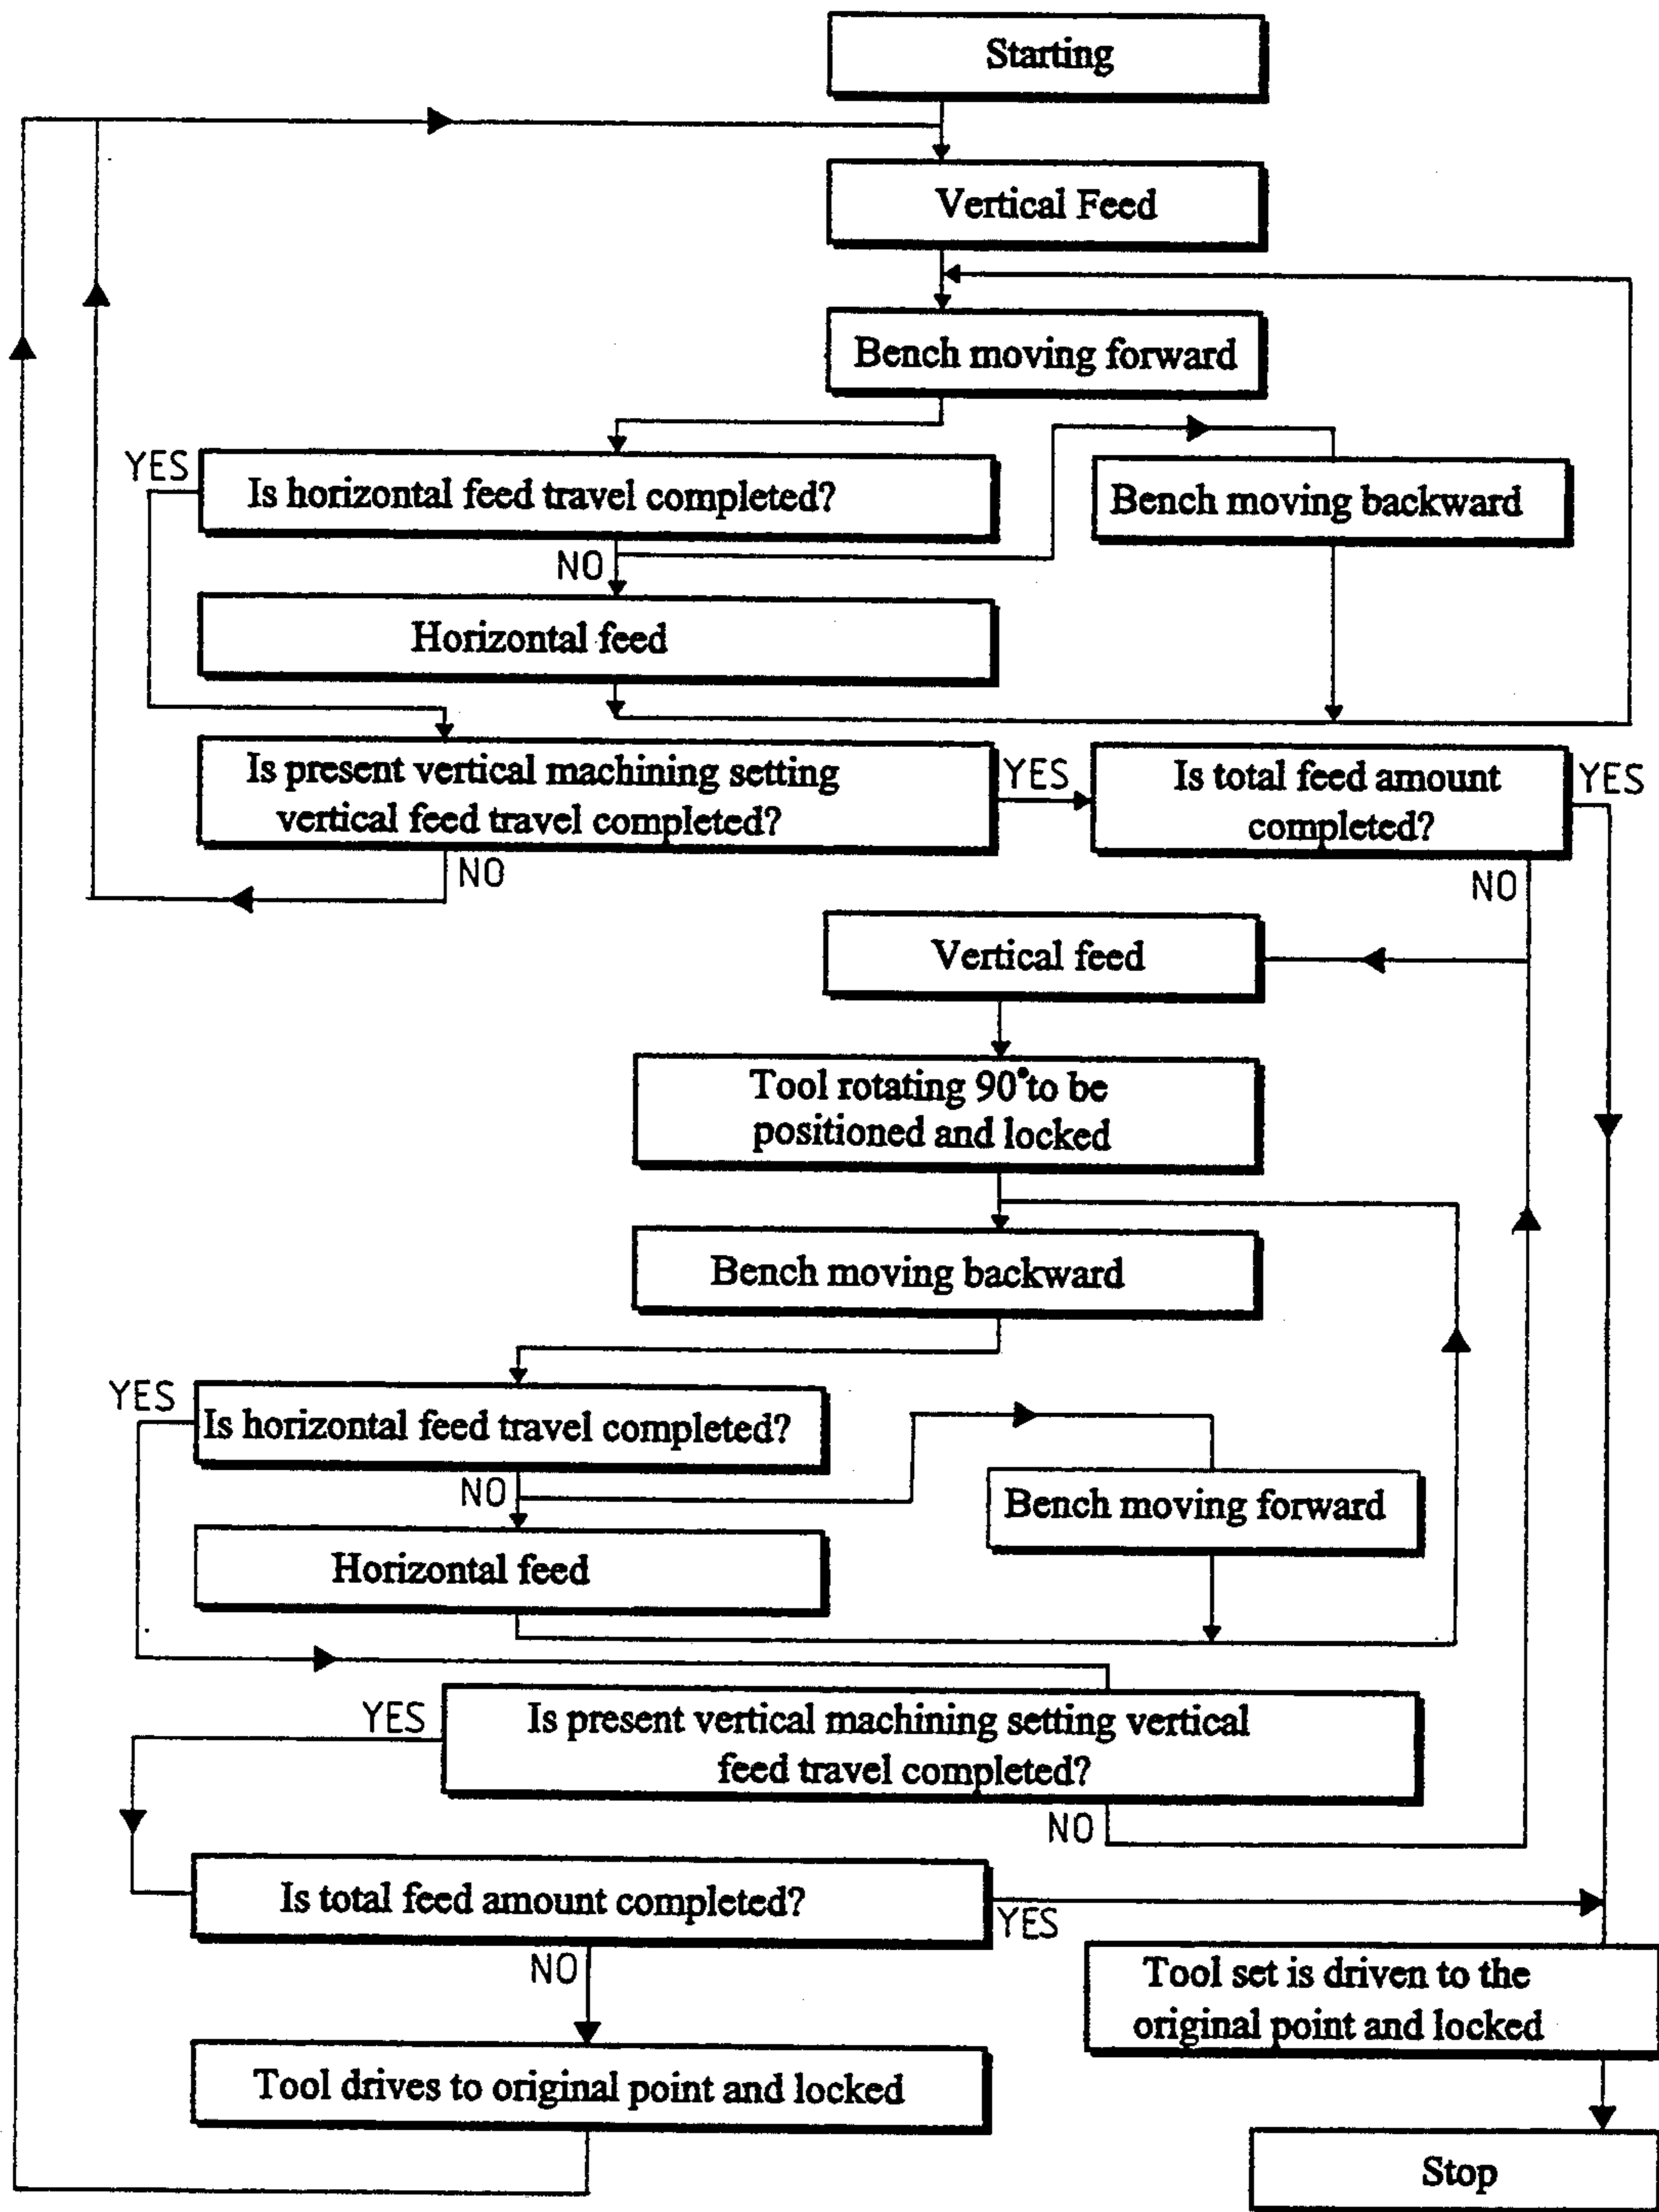 Starting
Vertical Feed
Bench moving forward
YES
Is horizontal feed travel completed?
Bench moving backward
NO
Horizontal feed
Is present vertical machining setting
vertical feed travel completed?
YES
Is total feed amount
completed?
YES
NO
NO
Vertical feed
Tool rotating 90° to be
positioned and locked
Bench moving backward
YES
Is horizontal feed travel completed?
NO
Bench moving forward
Horizontal feed
YES
Is present vertical machining setting vertical
feed travel completed?
NO
Is total feed amount completed?
YES
NO
Tool set is driven to the
original point and locked
Tool drives to original point and locked
Stop